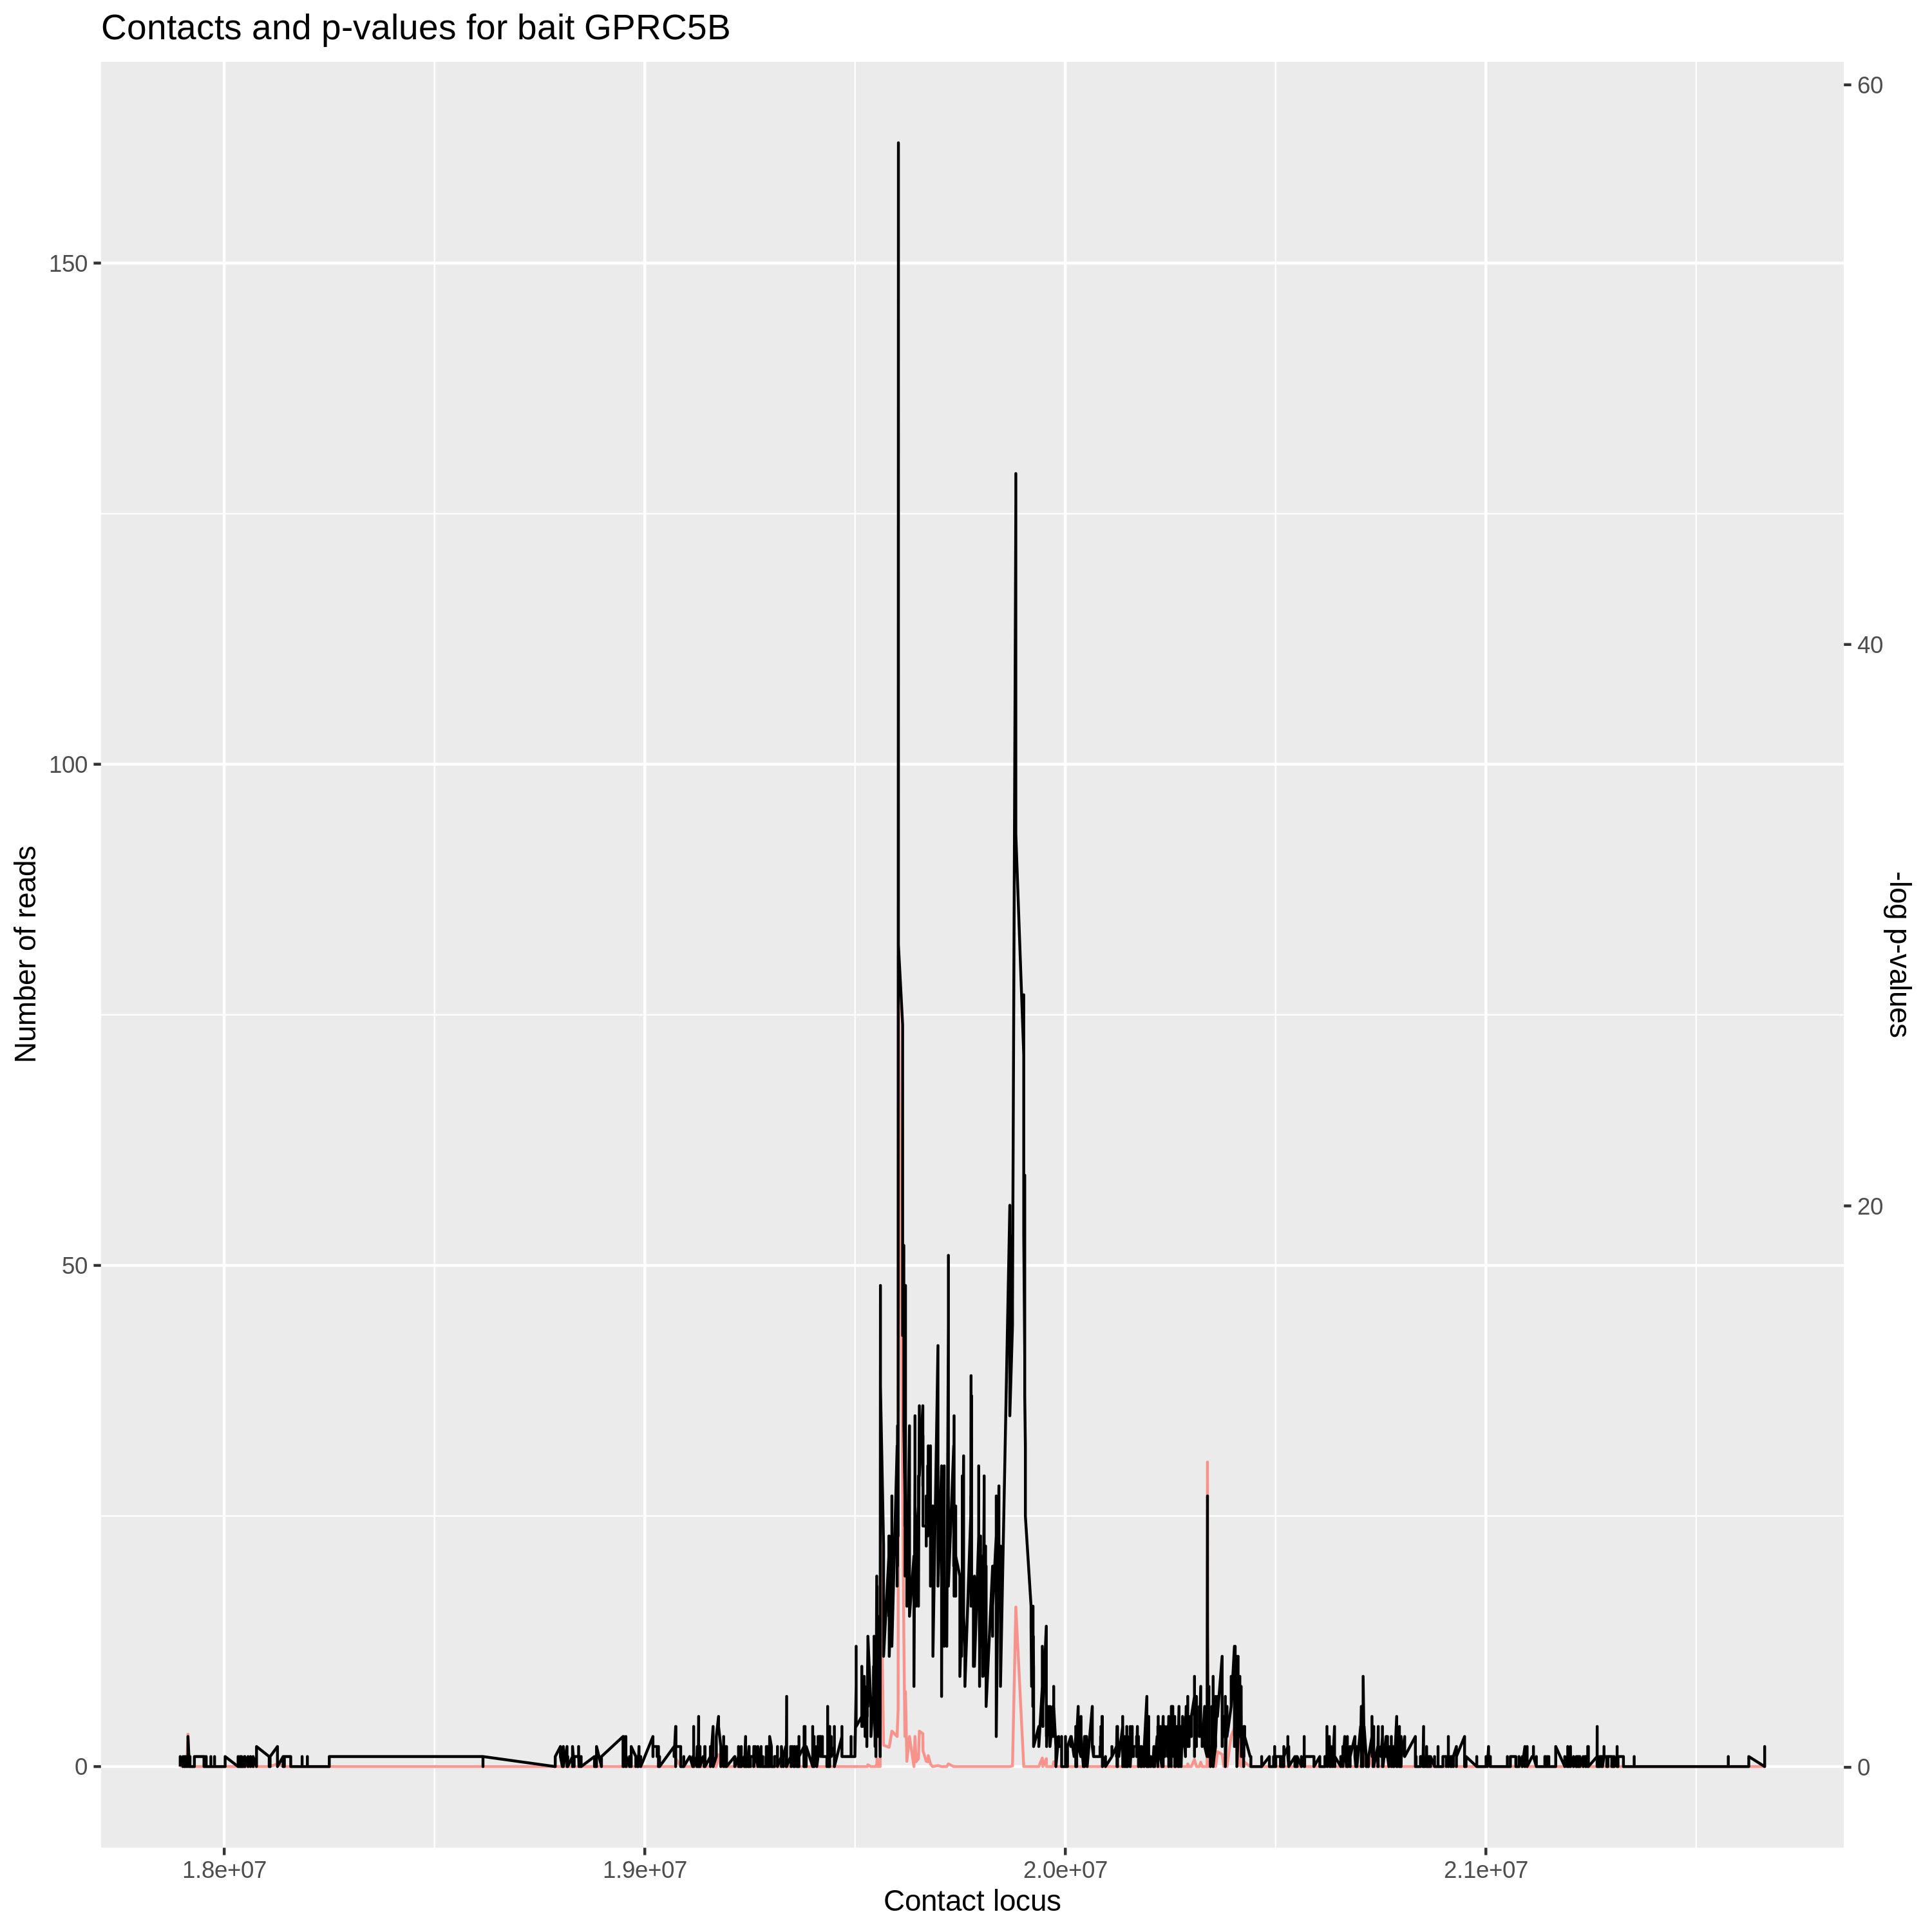 Contacts and p-values for bait GPRC5B
150
100
50
0
Number of reads
60
40
20
0
-log p-values
1.8e+07
1.9e+07
2.0e+07
2.1e+07
Contact locus